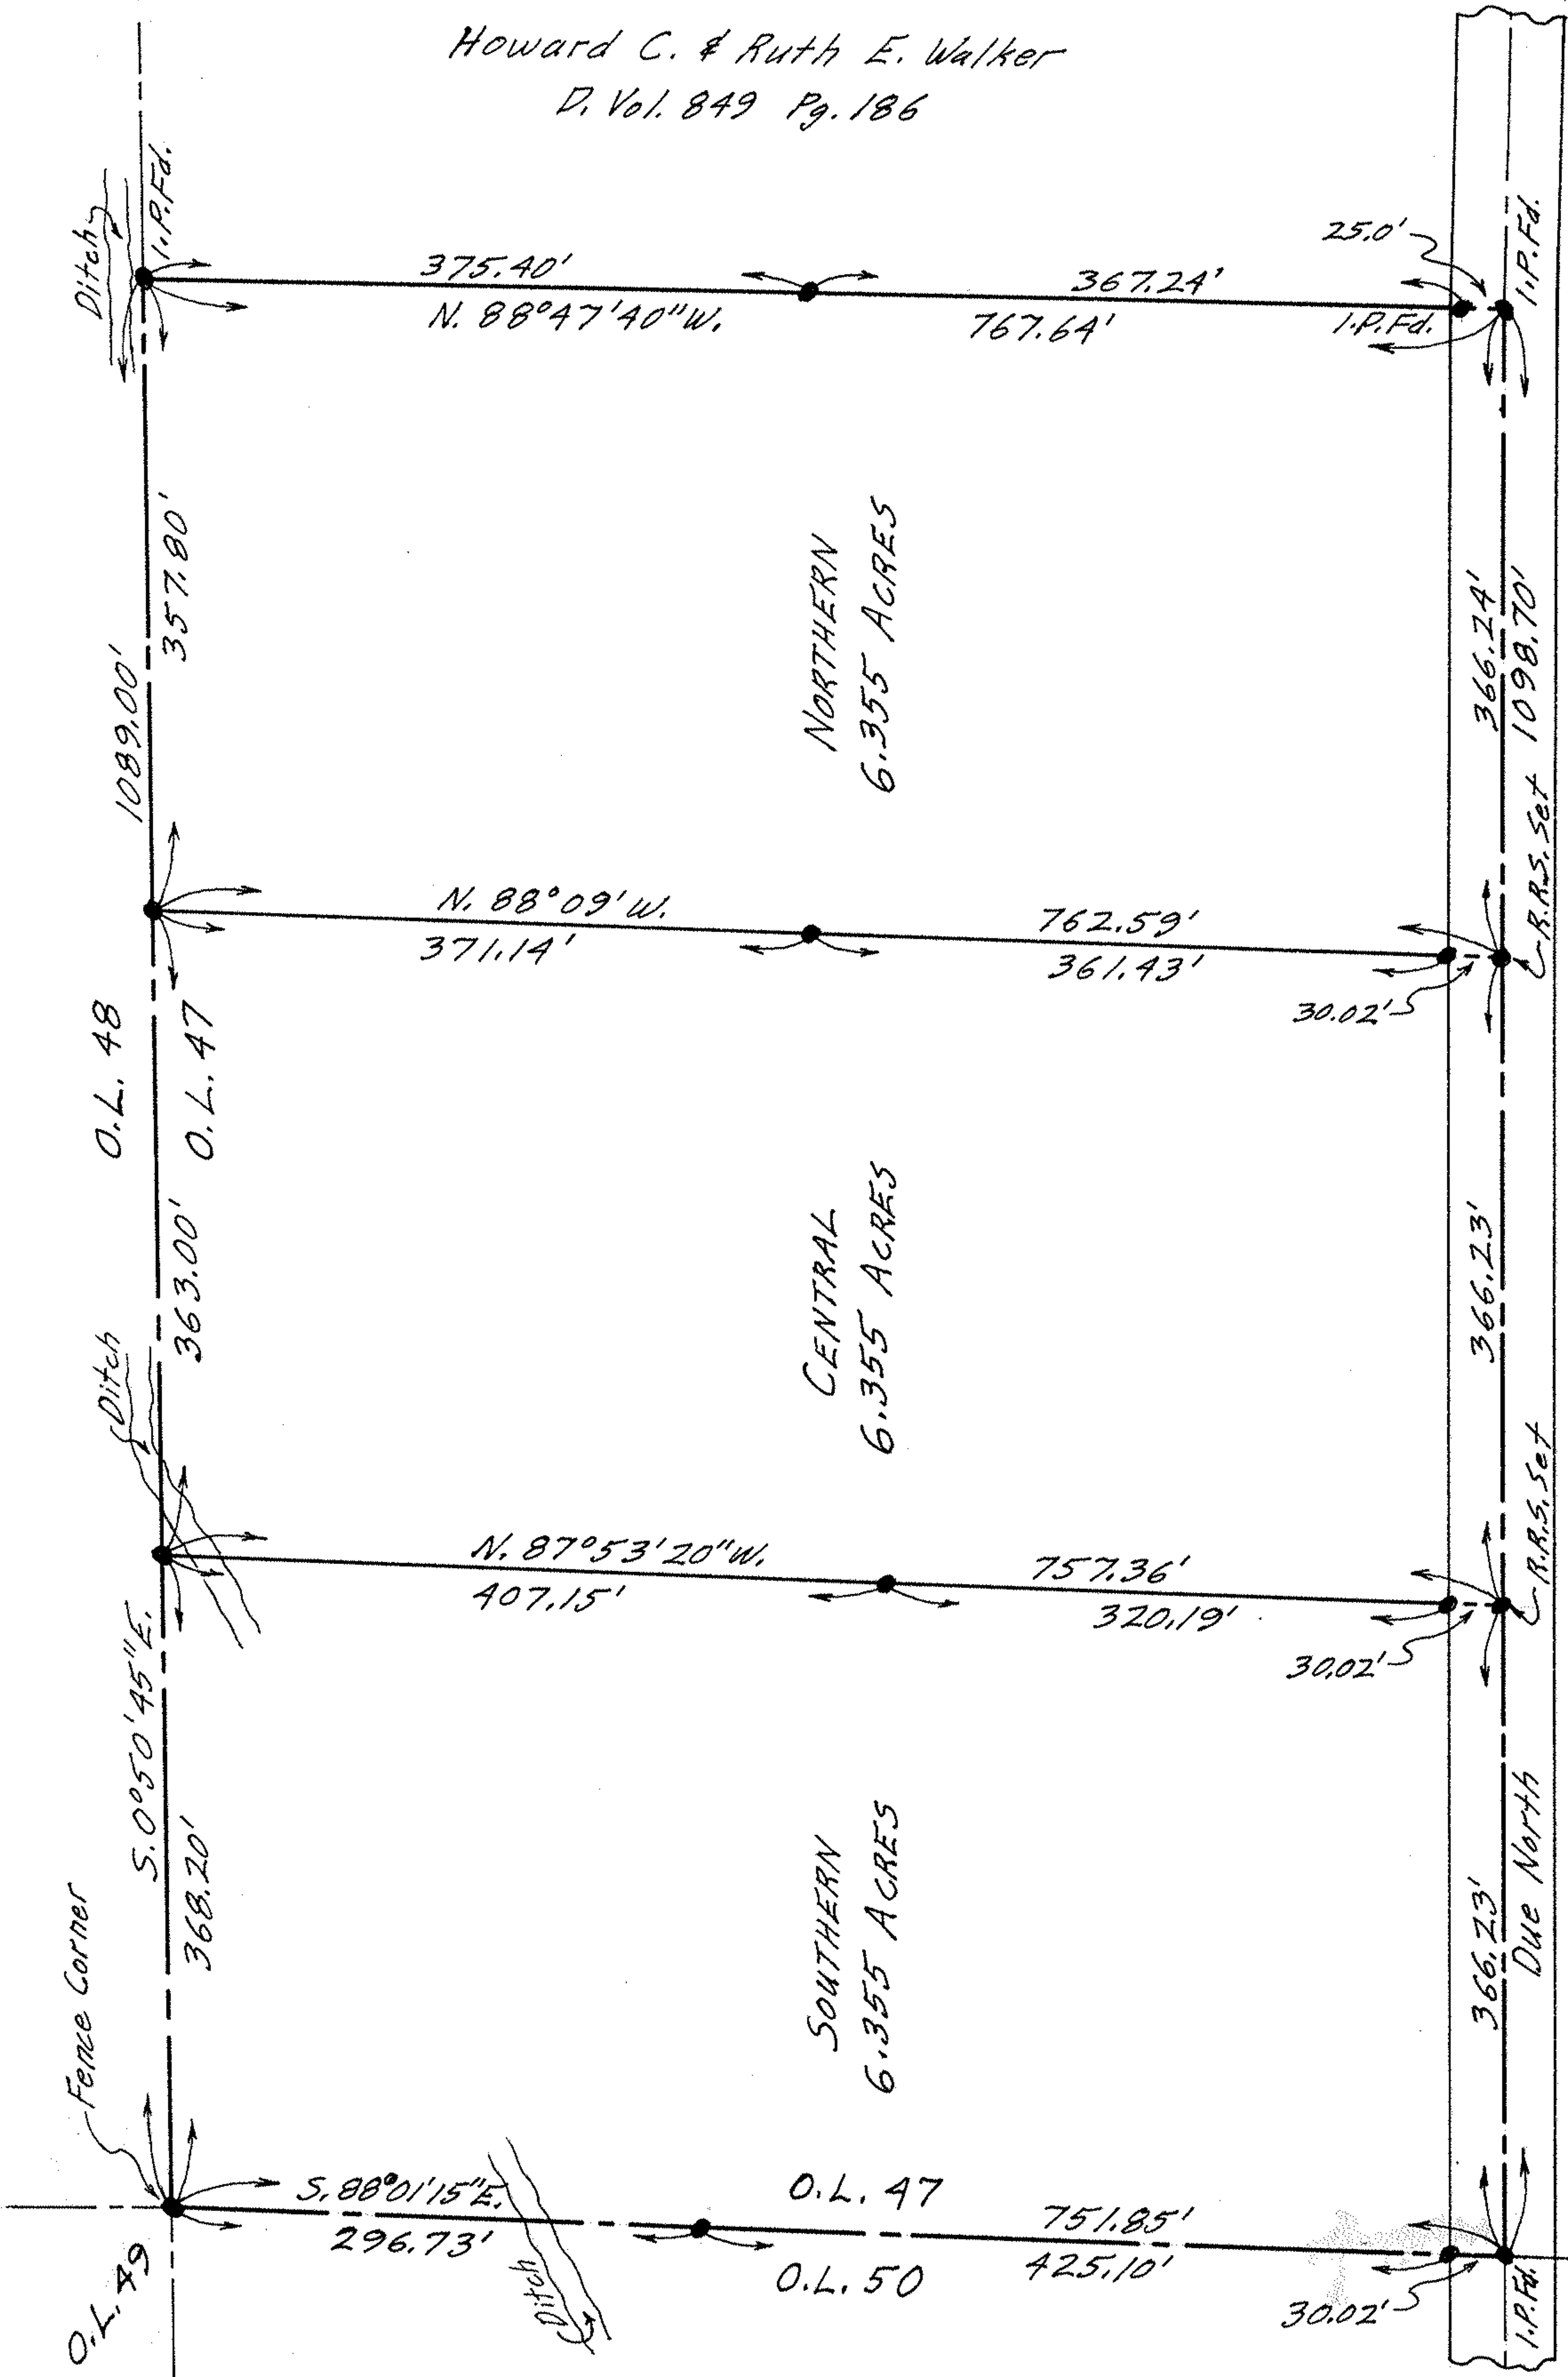 Howard C. & Ruth E. Walker
D. Vol. 849 Pg. 186
Ditch
I.P.Fd.
375.40'
N. 88°47'40"W.
367.24'
767.64'
25.0'
I.P.Fd.
I.P.Fd.
1089.00'
357.80'
NORTHERN
6.355 ACRES
366.24'
1098.70'
N. 88°09'W.
371.14'
762.59'
361.43'
30.02'
R.R.S. Set
O.L. 48
O.L. 47
363.00'
CENTRAL
6.355 ACRES
366.23'
Ditch
N. 87°53'20"W.
407.15'
757.36'
320.19'
30.02'
R.R.S. Set
S. 0°50'45"E.
368.20'
SOUTHERN
6.355 ACRES
366.23'
Due North
Fence Corner
S. 88°01'15"E.
296.73'
O.L. 47
751.85'
O.L. 50
425.10'
30.02'
I.P.Fd.
O.L. 49
Ditch